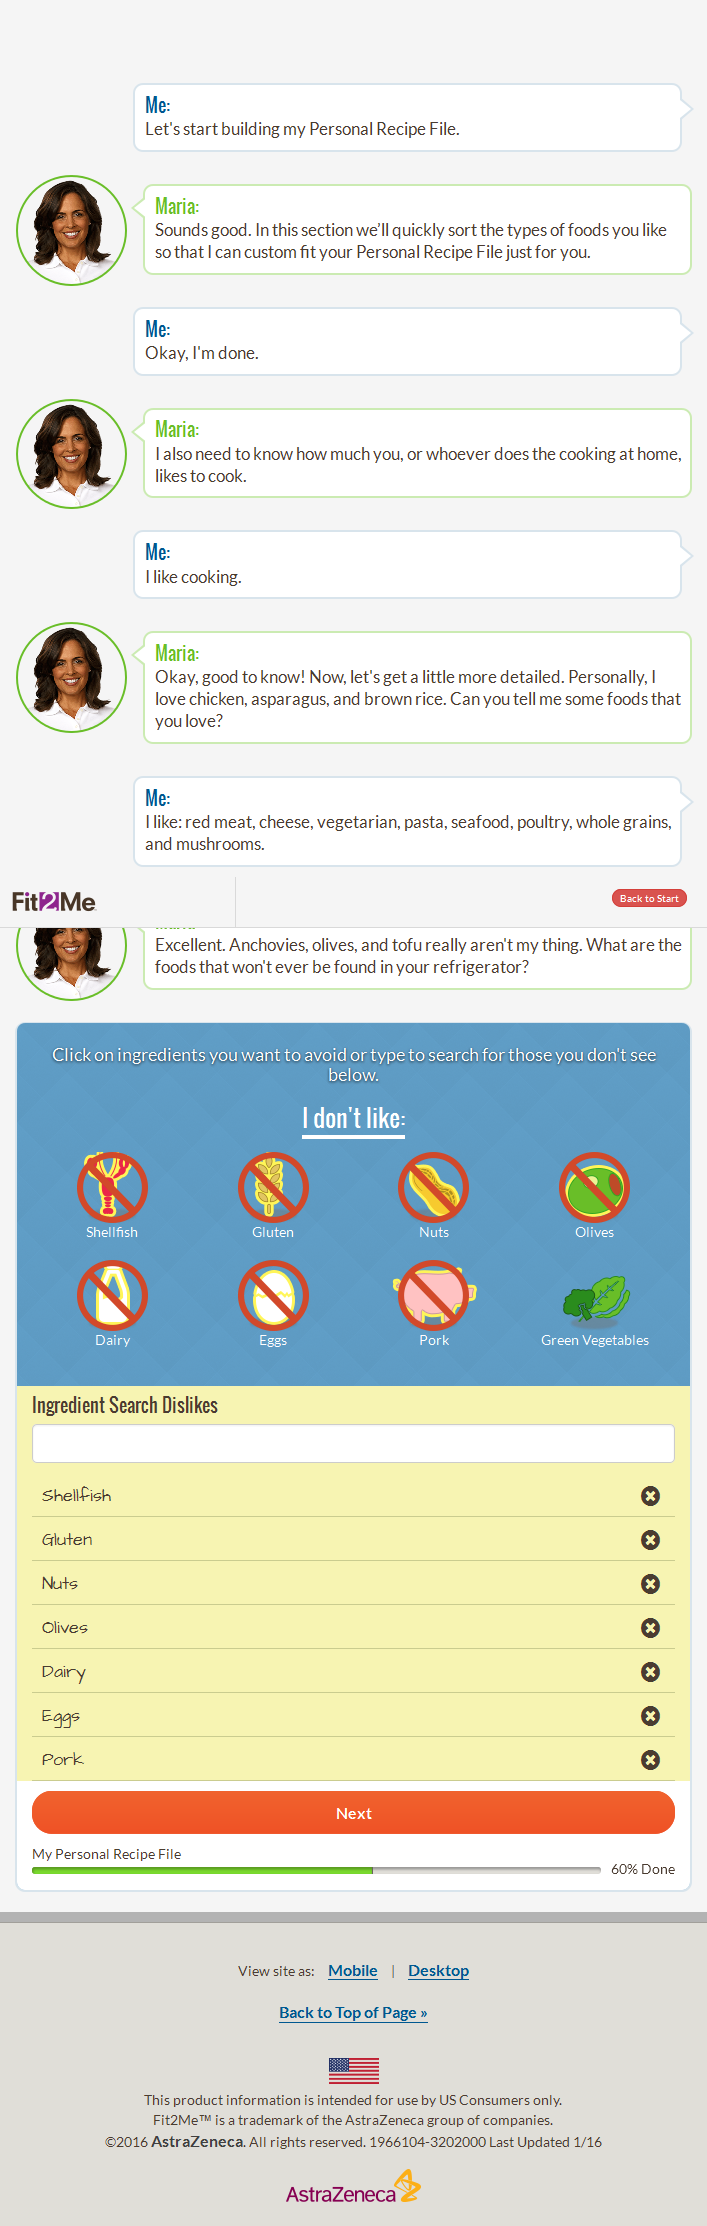 Me:
Let's start building my Personal Recipe File.
Maria:
Sounds good. In this section we'll quickly sort the types of foods you like
so that I can custom fit your Personal Recipe File just for you.
Me:
Okay, I'm done.
Maria:
I also need to know how much you, or whoever does the cooking at home,
likes to cook.
Me:
I like cooking.
Maria:
Okay, good to know! Now, let's get a little more detailed. Personally, I
love chicken, asparagus, and brown rice. Can you tell me some foods that
you love?
Me:
I like: red meat, cheese, vegetarian, pasta, seafood, poultry, whole grains,
and mushrooms.
Fit2Me
Back to Start
Excellent. Anchovies, olives, and tofu really aren't my thing. What are the
foods that won't ever be found in your refrigerator?
Click on ingredients you want to avoid or type to search for those you don't see
below.
I don't like:
Shellfish Gluten Nuts Olives
Dairy Eggs Pork Green Vegetables
Ingredient Search Dislikes
Shellfish
Gluten
Nuts
Olives
Dairy
Eggs
Pork
Next
My Personal Recipe File
60% Done
View site as: Mobile | Desktop
Back to Top of Page »
This product information is intended for use by US Consumers only.
Fit2Me™ is a trademark of the AstraZeneca group of companies.
©2016 AstraZeneca. All rights reserved. 1966104-3202000 Last Updated 1/16
AstraZeneca